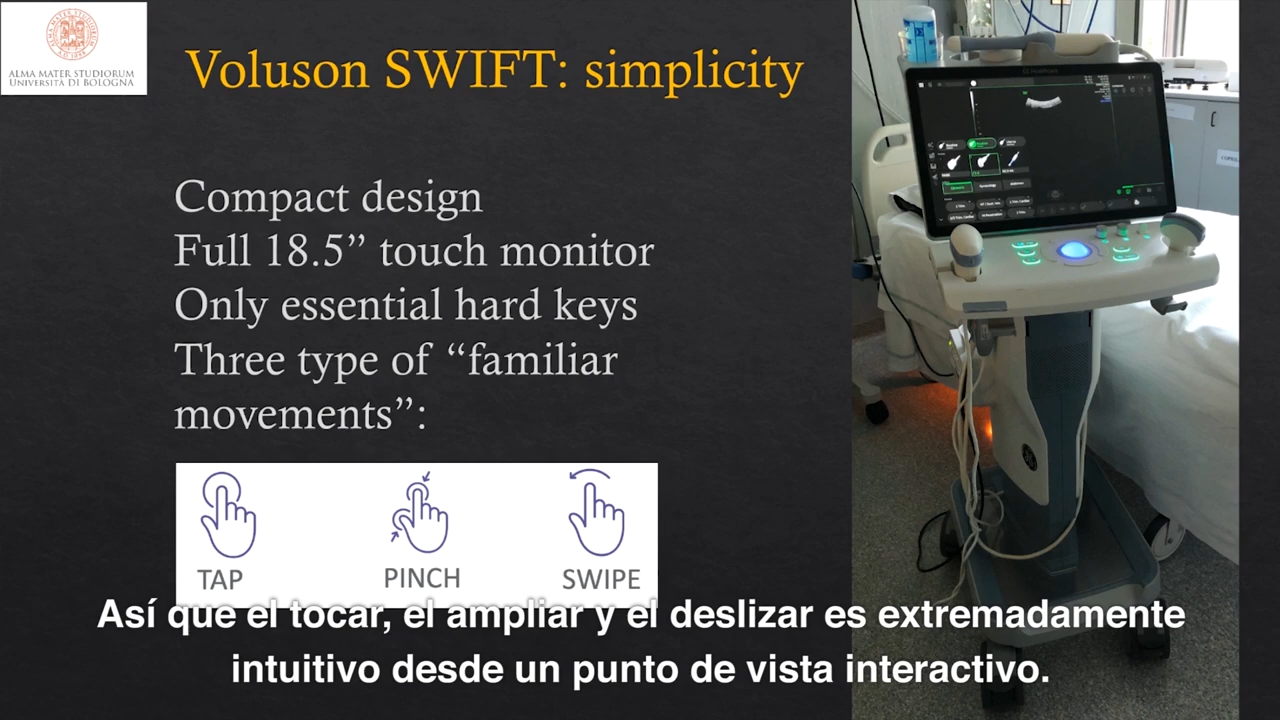 ALMA MATER STUDIORUM
UNIVERSITÀ DI BOLOGNA
Voluson SWIFT: simplicity
Compact design
Full 18.5” touch monitor
Only essential hard keys
Three type of “familiar
movements”:
TAP
PINCH
SWIPE
Así que el tocar, el ampliar y el deslizar es extremadamente
intuitivo desde un punto de vista interactivo.